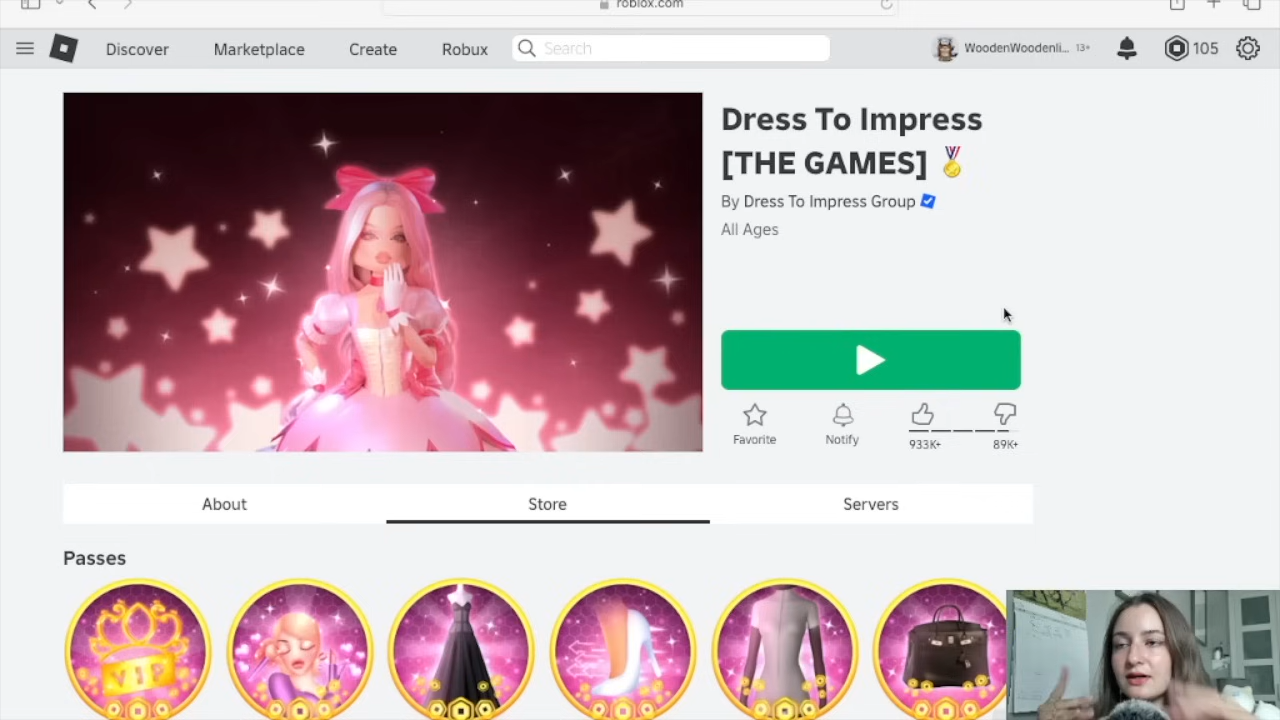 roblox.com
Discover
Marketplace
Create
Robux
Search
WoodenWoodenli... 13+
105
Dress To Impress
[THE GAMES] 🏅
By Dress To Impress Group
All Ages
Favorite
Notify
933K+
89K+
About
Store
Servers
Passes
VIP